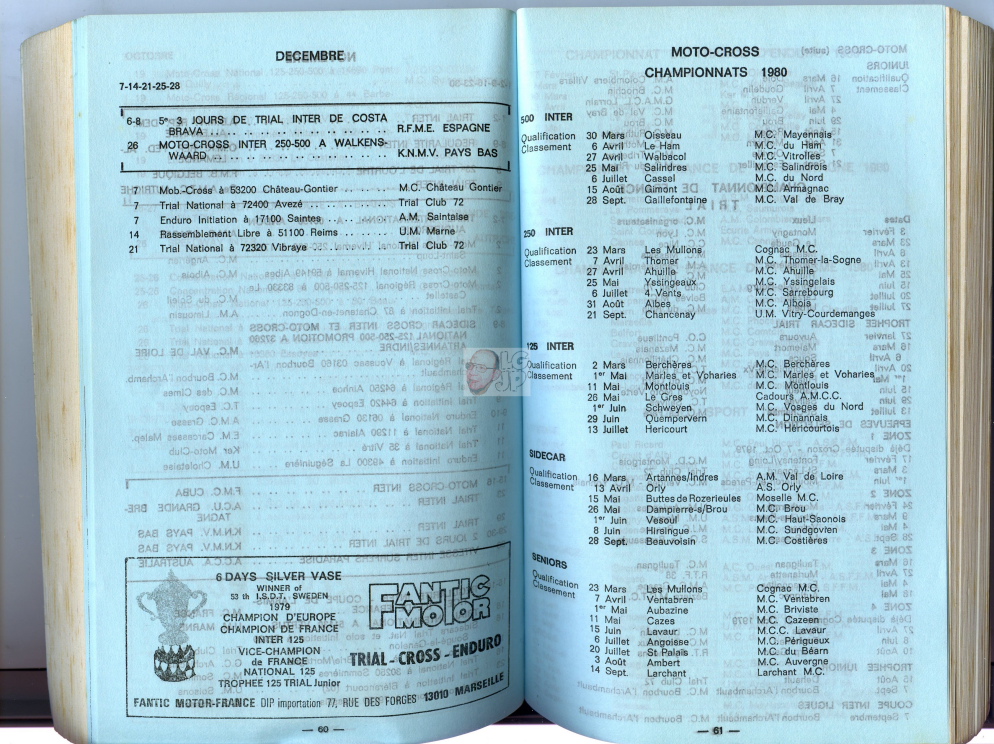 DECEMBRE
7-14-21-25-28
6-8 5e 3 JOURS DE TRIAL INTER DE COSTA
BRAVA .. .. .. .. .. .. .. .. .. .. R.F.M.E. ESPAGNE
26 MOTO-CROSS INTER 250-500 A WALKENS-
WAARD .. .. .. .. .. .. .. .. .. K.N.M.V. PAYS BAS
7 Mob.-Cross à 53200 Château-Gontier .. .. .. M.C. Château Gontier
7 Trial National à 72400 Avezé .. .. .. .. .. Trial Club 72
7 Enduro Initiation à 17100 Saintes .. .. .. .. A.M. Saintaise
14 Rassemblement Libre à 51100 Reims .. .. .. U.M. Marne
21 Trial National à 72320 Vibraye .. .. .. .. Trial Club 72
6 DAYS SILVER VASE
WINNER of
53 th I.S.D.T. SWEDEN
1979
CHAMPION D'EUROPE
CHAMPION DE FRANCE
INTER 125
VICE-CHAMPION
de FRANCE
NATIONAL 125
TROPHEE 125 TRIAL Junior
FANTIC
MOTOR
TRIAL - CROSS - ENDURO
FANTIC MOTOR-FRANCE DIP importation 77, RUE DES FORGES 13010 MARSEILLE
— 60 —
MOTO-CROSS
CHAMPIONNATS 1980
500 INTER
Qualification 30 Mars Oisseau M.C. Mayennais
Classement 6 Avril Le Ham M.C. du Ham
27 Avril Walbacol M.C. Vitrolles
25 Mai Salindres M.C. Salindrois
6 Juillet Cassel M.C. du Nord
15 Août Gimont M.C. Armagnac
28 Sept. Gaillefontaine M.C. Val de Bray
250 INTER
Qualification 23 Mars Les Mullons Cognac M.C.
Classement 7 Avril Thomer M.C. Thomer-la-Sogne
27 Avril Ahuille M.C. Ahuille
25 Mai Yssingeaux M.C. Yssingelais
6 Juillet 4 Vents M.C. Sarrebourg
31 Août Albes M.C. Albois
21 Sept. Chancenay U.M. Vitry-Courdemanges
125 INTER
Qualification 2 Mars Berchères M.C. Berchères
Classement 1er Mai Marles et Voharies M.C. Marles et Voharies
11 Mai Montlouis M.C. Montlouis
26 Mai Le Gres Cadours A.M.C.C.
1er Juin Schweyen M.C. Vosges du Nord
29 Juin Quempervern M.C. Dinannais
13 Juillet Hericourt M.C. Héricourtois
SIDECAR
Qualification 16 Mars Artannes/Indres A.M. Val de Loire
Classement 13 Avril Orly A.S. Orly
15 Mai Buttes de Rozerieules Moselle M.C.
26 Mai Dampierre-s/Brou M.C. Brou
1er Juin Vesoul M.C. Haut-Saonois
8 Juin Hirsingue M.C. Sundgovien
28 Sept. Beauvoisin M.C. Costières
SENIORS
Qualification 23 Mars Les Mullons Cognac M.C.
Classement 7 Avril Ventabren M.C. Ventabren
1er Mai Aubazine M.C. Briviste
11 Mai Cazes M.C. Cazeen
15 Juin Lavaur M.C.C. Lavaur
6 Juillet Angoisse M.C. Périgueux
20 Juillet St Palais M.C. du Béarn
3 Août Ambert M.C. Auvergne
14 Sept. Larchant Larchant M.C.
— 61 —